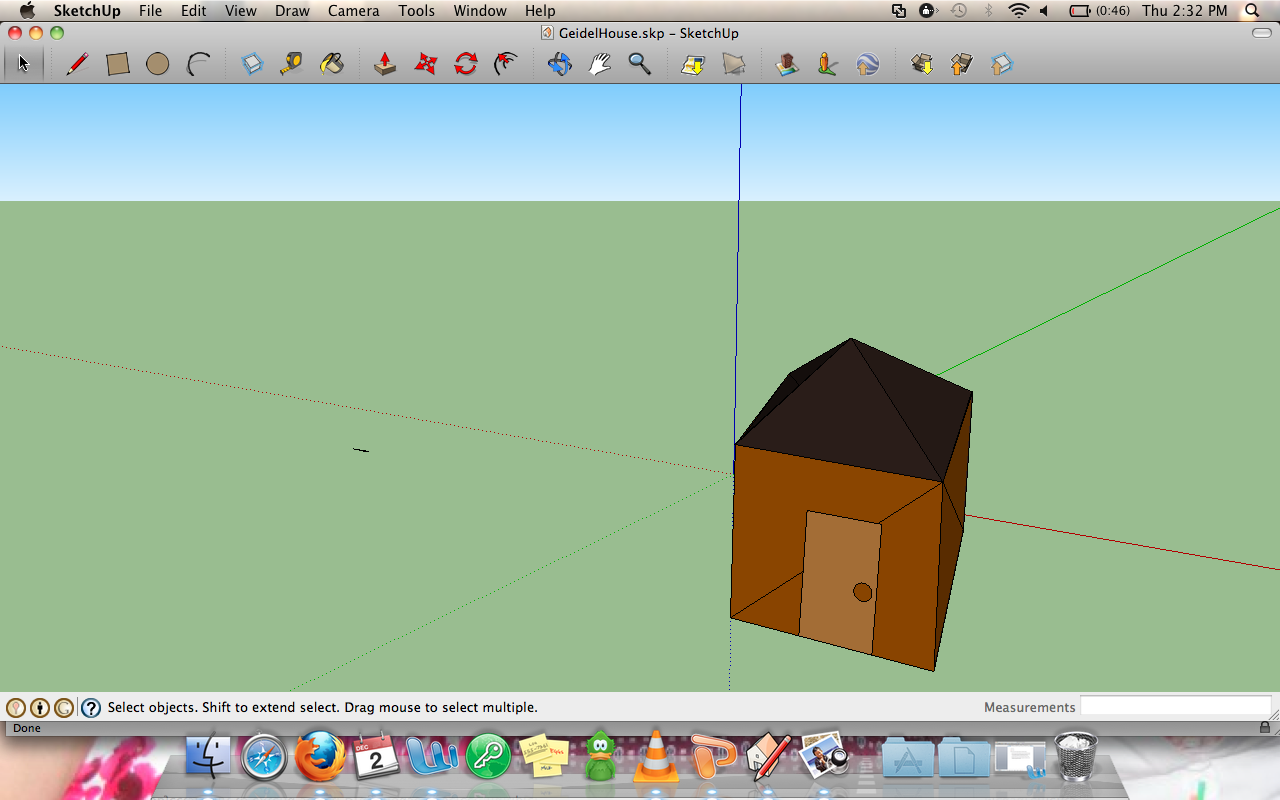 SketchUp File Edit View Draw Camera Tools Window Help (0:46) Thu 2:32 PM
GeidelHouse.skp – SketchUp
Select objects. Shift to extend select. Drag mouse to select multiple. Measurements
Done
DEC
2